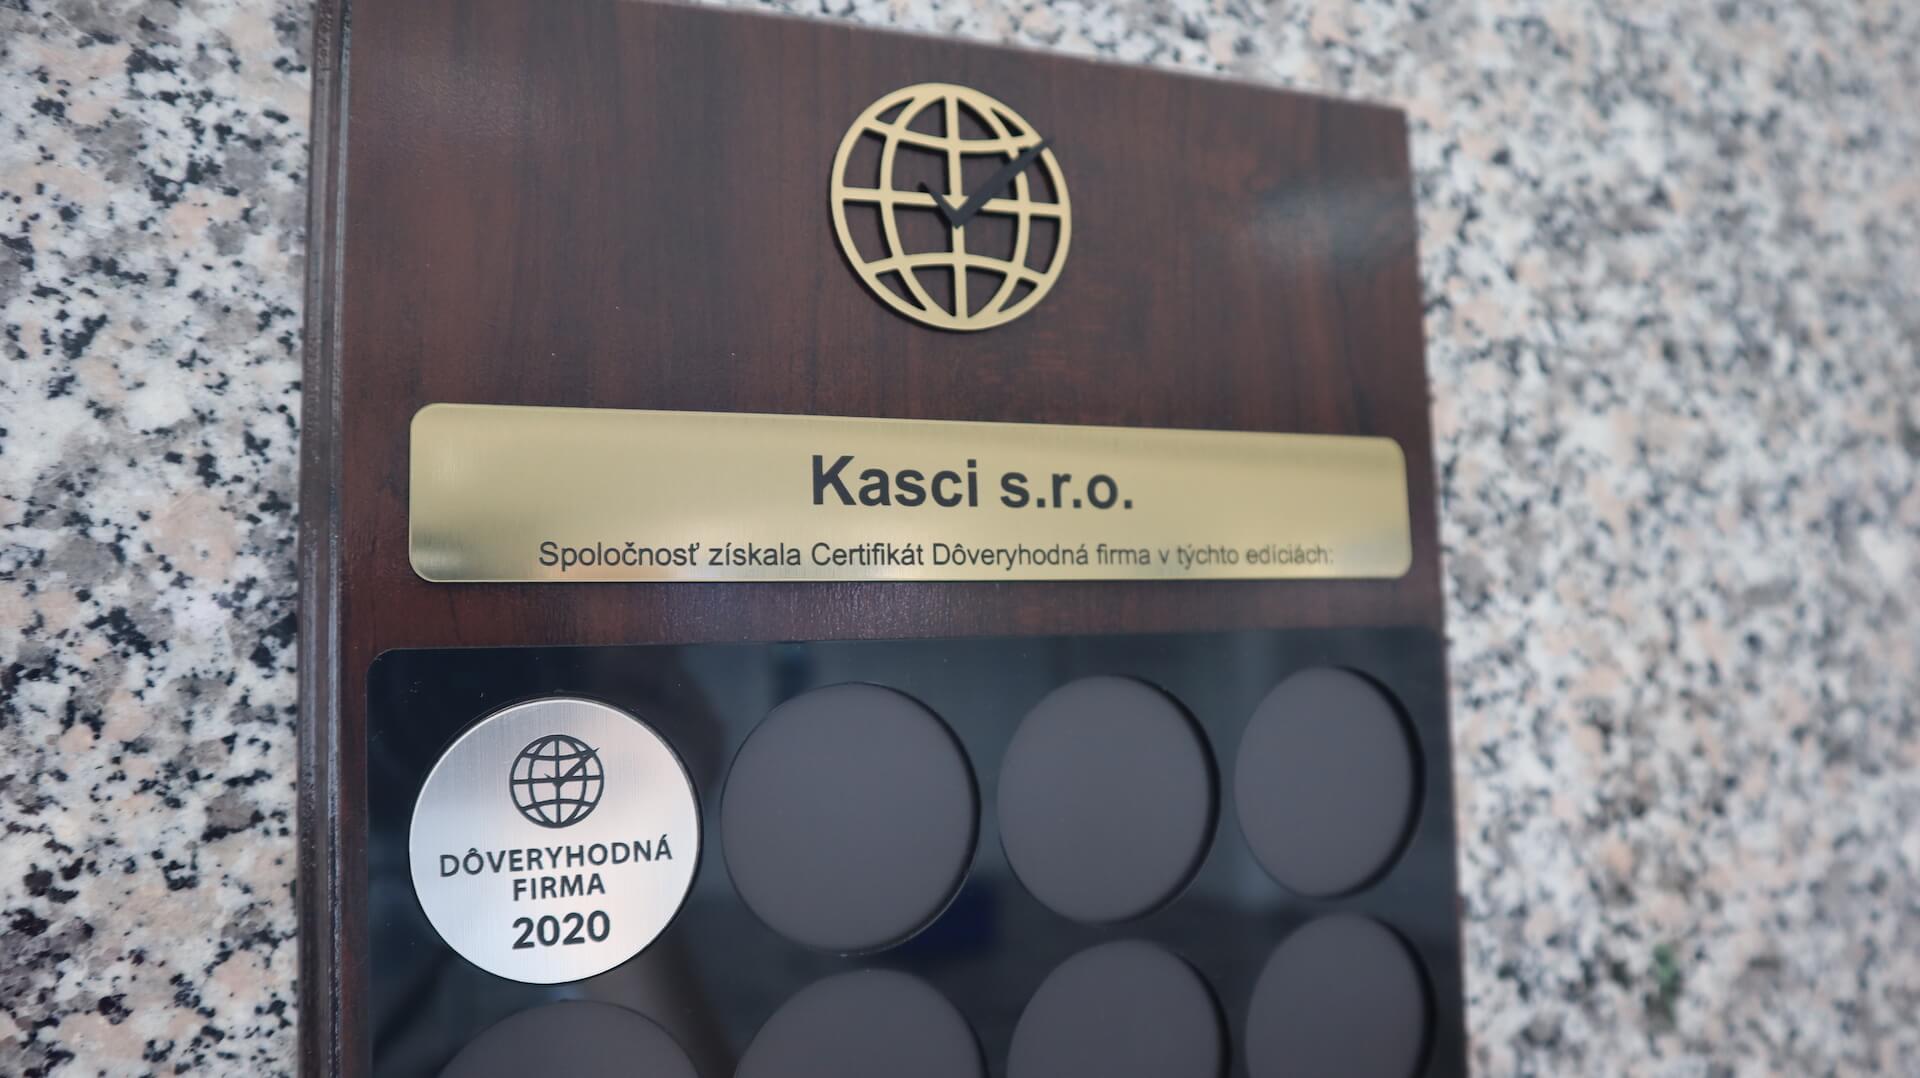 Kasci s.r.o.
Spoločnosť získala Certifikát Dôveryhodná firma v týchto edíciách:
DÔVERYHODNÁ
FIRMA
2020